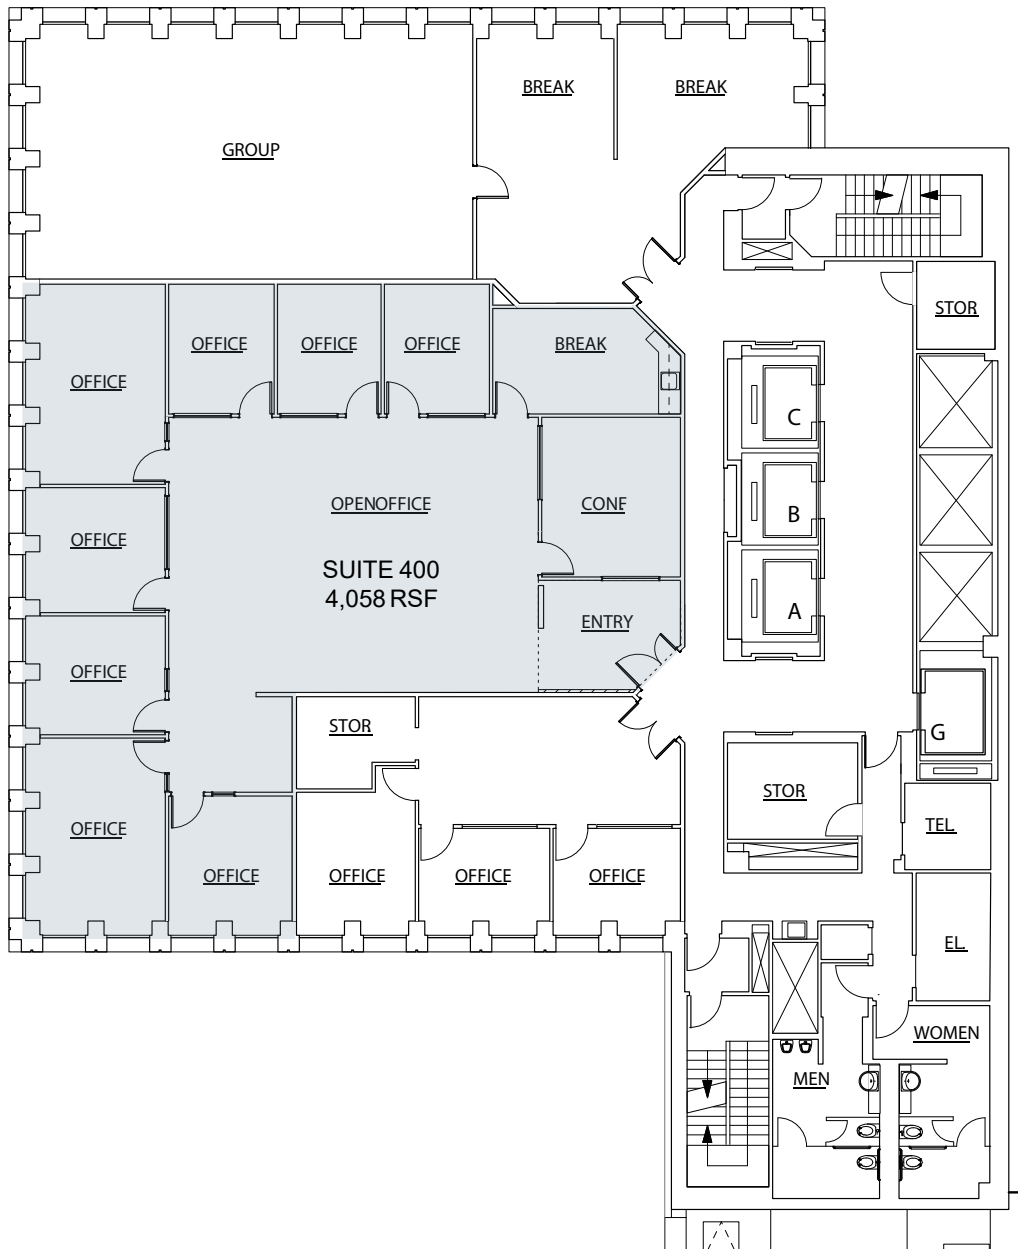 BREAK
BREAK
GROUP
STOR
OFFICE
OFFICE
OFFICE
BREAK
OFFICE
C
OPENOFFICE
CONF
B
OFFICE
SUITE 400
4,058 RSF
A
ENTRY
OFFICE
STOR
G
STOR
TEL.
OFFICE
OFFICE
OFFICE
OFFICE
OFFICE
EL.
WOMEN
MEN